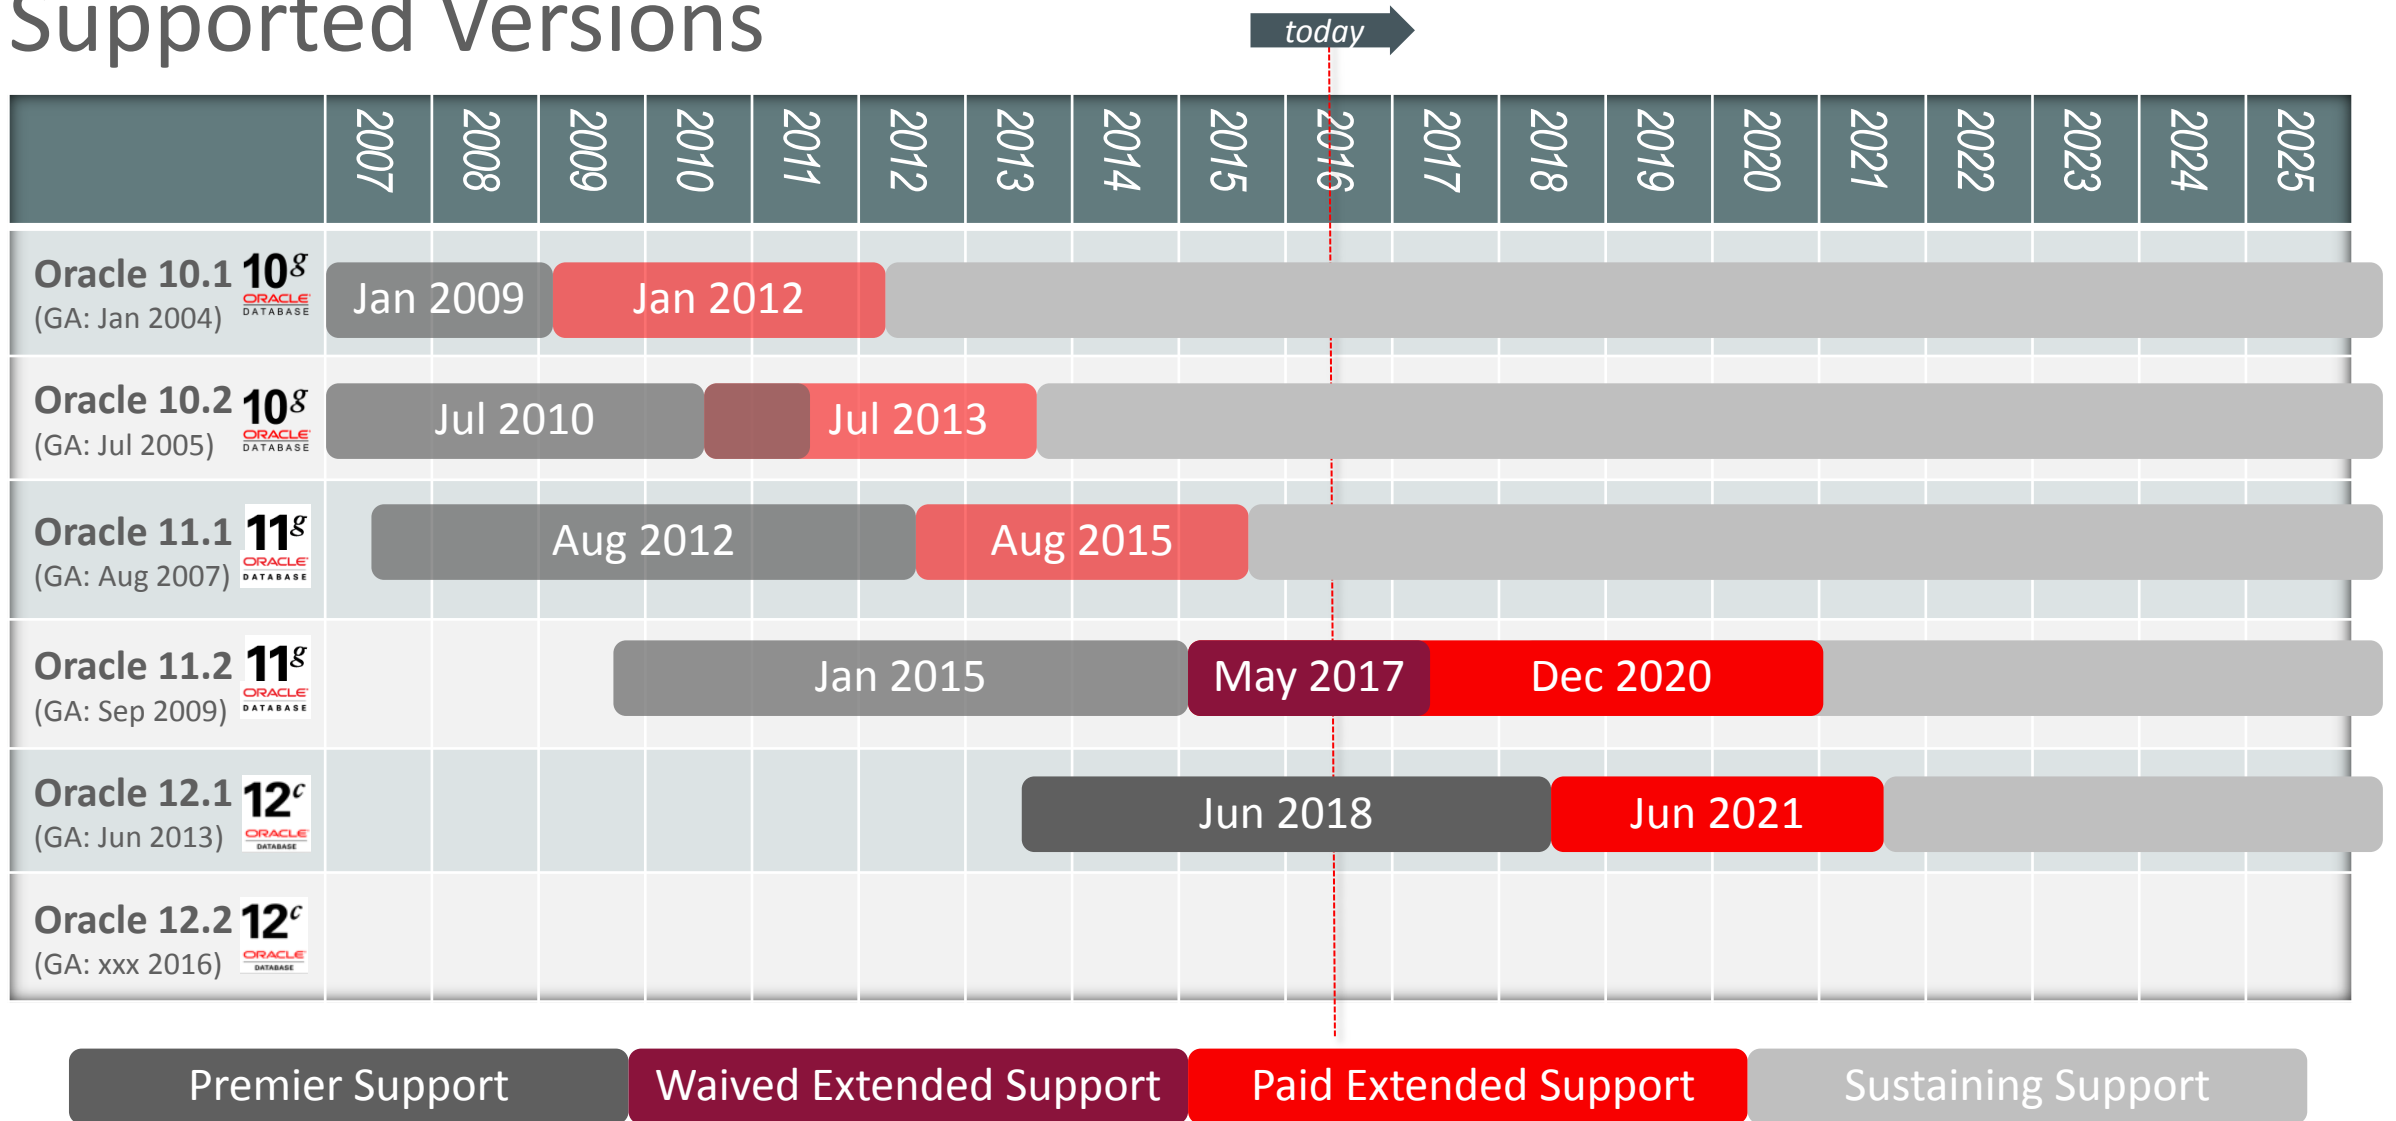 Supported Versions
today
2007 2008 2009 2010 2011 2012 2013 2014 2015 2016 2017 2018 2019 2020 2021 2022 2023 2024 2025
Oracle 10.1 10g
ORACLE
DATABASE
(GA: Jan 2004)
Jan 2009 Jan 2012
Oracle 10.2 10g
ORACLE
DATABASE
(GA: Jul 2005)
Jul 2010 Jul 2013
Oracle 11.1 11g
ORACLE
DATABASE
(GA: Aug 2007)
Aug 2012 Aug 2015
Oracle 11.2 11g
ORACLE
DATABASE
(GA: Sep 2009)
Jan 2015 May 2017 Dec 2020
Oracle 12.1 12c
ORACLE
DATABASE
(GA: Jun 2013)
Jun 2018 Jun 2021
Oracle 12.2 12c
ORACLE
DATABASE
(GA: xxx 2016)
Premier Support Waived Extended Support Paid Extended Support Sustaining Support